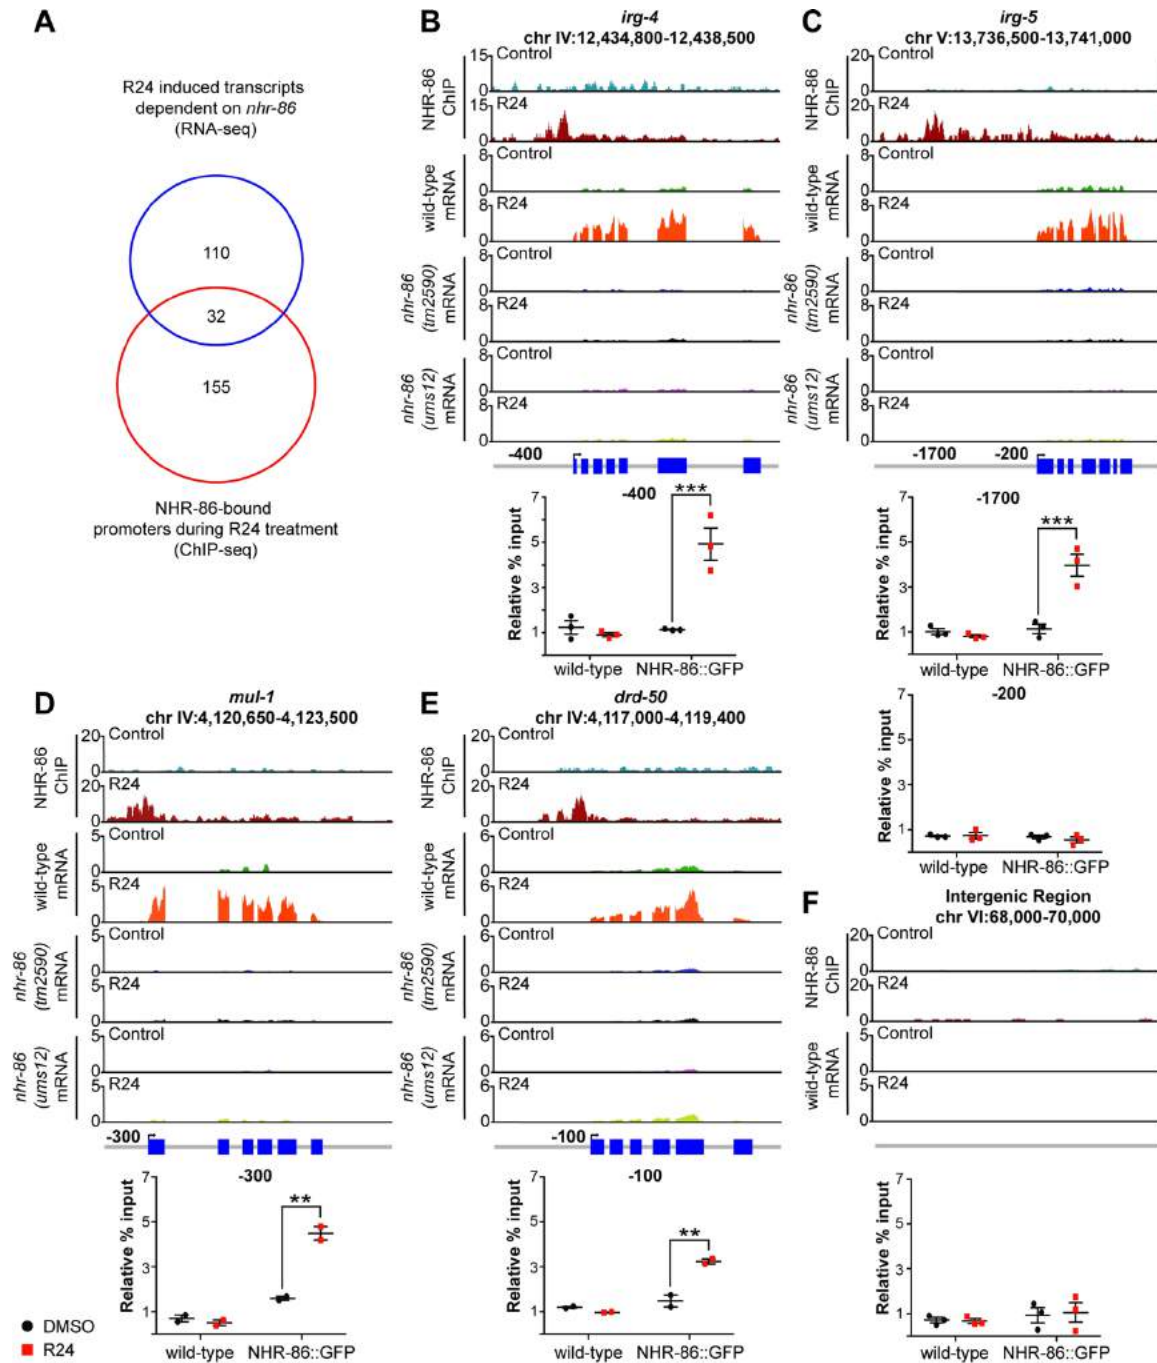 A
R24 induced transcripts
dependent on nhr-86
(RNA-seq)
110
32
155
NHR-86-bound
promoters during R24 treatment
(ChIP-seq)
B
irg-4
chr IV:12,434,800-12,438,500
NHR-86
ChIP
15
Control
0
15
R24
0
wild-type
mRNA
8
Control
0
8
R24
0
nhr-86
(tm2590)
mRNA
8
Control
0
8
R24
0
nhr-86
(ums12)
mRNA
8
Control
0
8
R24
0
-400
-400
***
Relative % input
7
5
3
1
wild-type
NHR-86::GFP
C
irg-5
chr V:13,736,500-13,741,000
NHR-86
ChIP
20
Control
0
20
R24
0
wild-type
mRNA
8
Control
0
8
R24
0
nhr-86
(tm2590)
mRNA
8
Control
0
8
R24
0
nhr-86
(ums12)
mRNA
8
Control
0
8
R24
0
-1700
-200
-1700
***
Relative % input
7
5
3
1
wild-type
NHR-86::GFP
-200
Relative % input
7
5
3
1
wild-type
NHR-86::GFP
D
mul-1
chr IV:4,120,650-4,123,500
NHR-86
ChIP
20
Control
0
20
R24
0
wild-type
mRNA
5
Control
0
5
R24
0
nhr-86
(tm2590)
mRNA
5
Control
0
5
R24
0
nhr-86
(ums12)
mRNA
5
Control
0
5
R24
0
-300
-300
**
Relative % input
7
5
3
1
wild-type
NHR-86::GFP
DMSO
R24
E
drd-50
chr IV:4,117,000-4,119,400
NHR-86
ChIP
20
Control
0
20
R24
0
wild-type
mRNA
6
Control
0
6
R24
0
nhr-86
(tm2590)
mRNA
6
Control
0
6
R24
0
nhr-86
(ums12)
mRNA
6
Control
0
6
R24
0
-100
-100
**
Relative % input
7
5
3
1
wild-type
NHR-86::GFP
F
Intergenic Region
chr VI:68,000-70,000
NHR-86
ChIP
20
Control
0
20
R24
0
wild-type
mRNA
5
Control
0
5
R24
0
Relative % input
7
5
3
1
wild-type
NHR-86::GFP